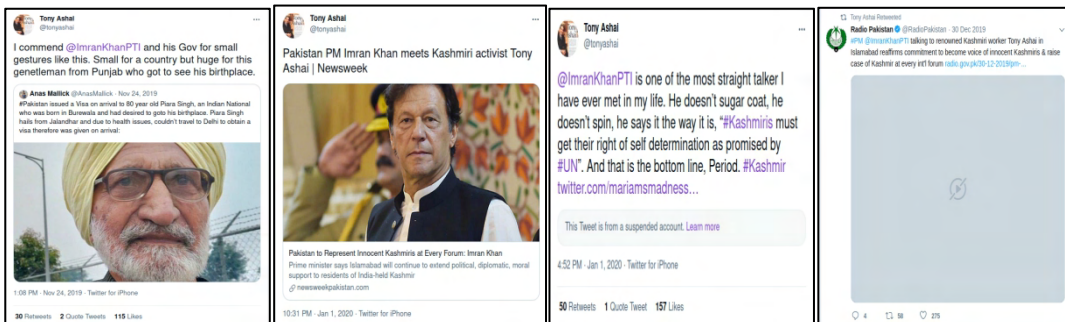 Tony Ashai
@tonyashai
I commend @ImranKhanPTI and his Gov for small
gestures like this. Small for a country but huge for this
genetleman from Punjab who got to see his birthplace.
Anas Mallick @AnasMallick · Nov 24, 2019
#Pakistan issued a Visa on arrival to 80 year old Piara Singh, an Indian National
who was born in Burewala and had desired to goto his birthplace. Piara Singh
hails from Jalandhar and due to health issues, couldn't travel to Delhi to obtain a
visa therefore was given on arrival:
1:08 PM · Nov 24, 2019 · Twitter for iPhone
30 Retweets 2 Quote Tweets 115 Likes
Tony Ashai
@tonyashai
Pakistan PM Imran Khan meets Kashmiri activist Tony
Ashai | Newsweek
Pakistan to Represent Innocent Kashmiris at Every Forum: Imran Khan
Prime minister says Islamabad will continue to extend political, diplomatic, moral
support to residents of India-held Kashmir
newsweekpakistan.com
10:31 PM · Jan 1, 2020 · Twitter for iPhone
Tony Ashai
@tonyashai
@ImranKhanPTI is one of the most straight talker I
have ever met in my life. He doesn't sugar coat, he
doesn't spin, he says it the way it is, "#Kashmiris must
get their right of self determination as promised by
#UN". And that is the bottom line, Period. #Kashmir
twitter.com/mariamsmadness...
This Tweet is from a suspended account. Learn more
4:52 PM · Jan 1, 2020 · Twitter for iPhone
50 Retweets 1 Quote Tweet 157 Likes
Tony Ashai Retweeted
Radio Pakistan @RadioPakistan · 30 Dec 2019
#PM @ImranKhanPTI talking to renowned Kashmiri worker Tony Ashai in
Islamabad reaffirms commitment to become voice of innocent Kashmiris & raise
case of Kashmir at every int'l forum radio.gov.pk/30-12-2019/pm-...
4 58 275